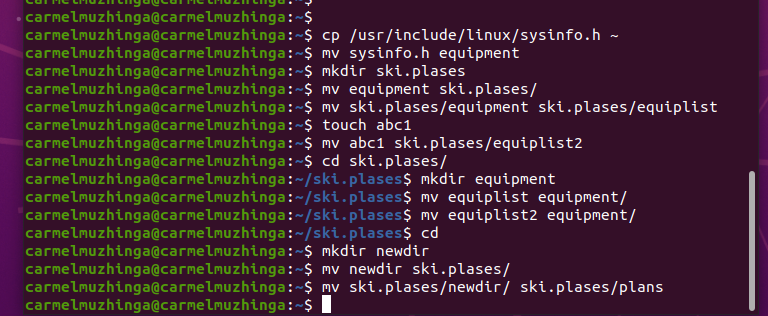 carmelmuzhinga@carmelmuzhinga:~$
carmelmuzhinga@carmelmuzhinga:~$ cp /usr/include/linux/sysinfo.h ~
carmelmuzhinga@carmelmuzhinga:~$ mv sysinfo.h equipment
carmelmuzhinga@carmelmuzhinga:~$ mkdir ski.plases
carmelmuzhinga@carmelmuzhinga:~$ mv equipment ski.plases/
carmelmuzhinga@carmelmuzhinga:~$ mv ski.plases/equipment ski.plases/equiplist
carmelmuzhinga@carmelmuzhinga:~$ touch abc1
carmelmuzhinga@carmelmuzhinga:~$ mv abc1 ski.plases/equiplist2
carmelmuzhinga@carmelmuzhinga:~$ cd ski.plases/
carmelmuzhinga@carmelmuzhinga:~/ski.plases$ mkdir equipment
carmelmuzhinga@carmelmuzhinga:~/ski.plases$ mv equiplist equipment/
carmelmuzhinga@carmelmuzhinga:~/ski.plases$ mv equiplist2 equipment/
carmelmuzhinga@carmelmuzhinga:~/ski.plases$ cd
carmelmuzhinga@carmelmuzhinga:~$ mkdir newdir
carmelmuzhinga@carmelmuzhinga:~$ mv newdir ski.plases/
carmelmuzhinga@carmelmuzhinga:~$ mv ski.plases/newdir/ ski.plases/plans
carmelmuzhinga@carmelmuzhinga:~$